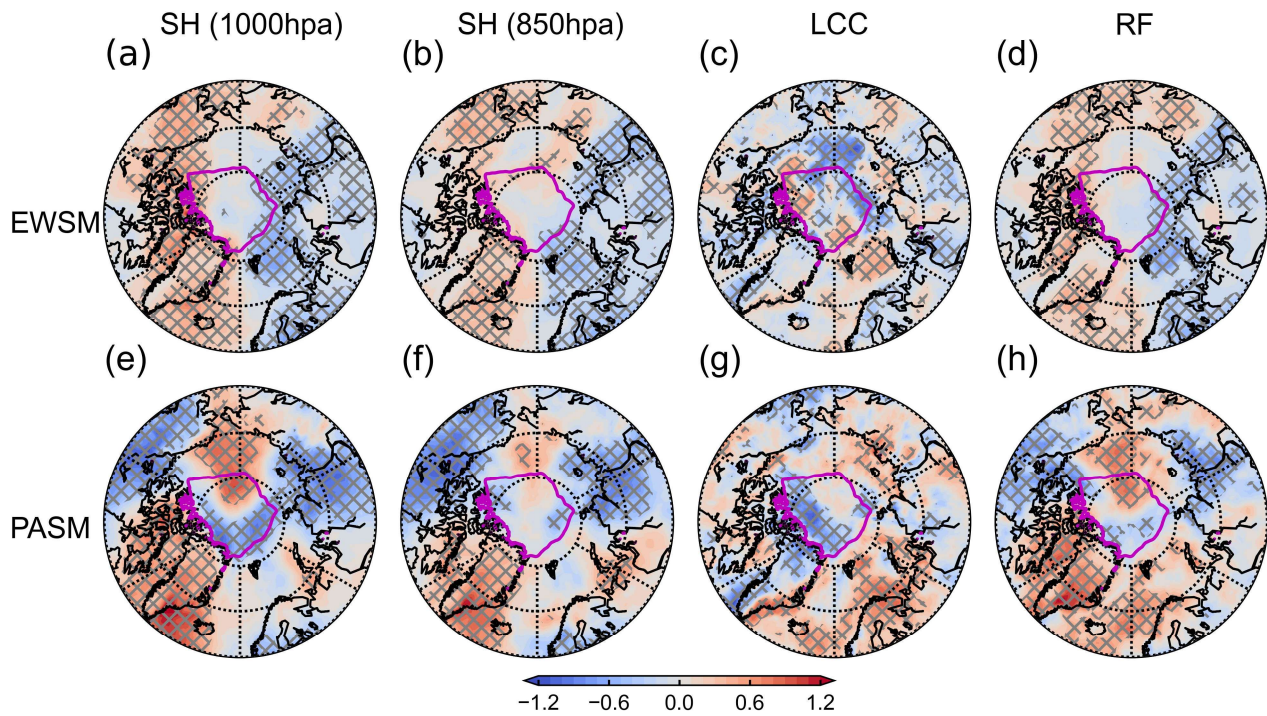 SH (1000hpa) SH (850hpa) LCC RF
(a) (b) (c) (d)
EWSM
(e) (f) (g) (h)
PASM
−1.2 −0.6 0.0 0.6 1.2